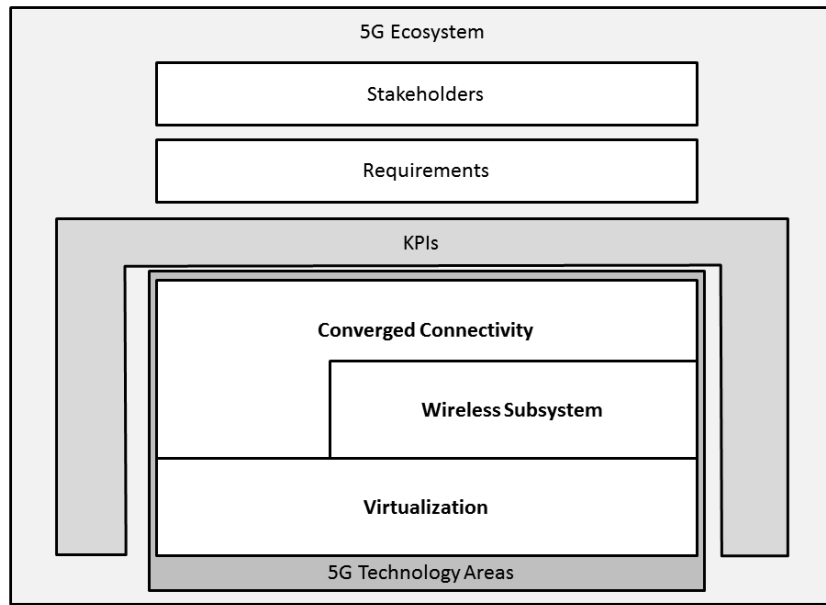 5G Ecosystem
Stakeholders
Requirements
KPIs
Converged Connectivity
Wireless Subsystem
Virtualization
5G Technology Areas